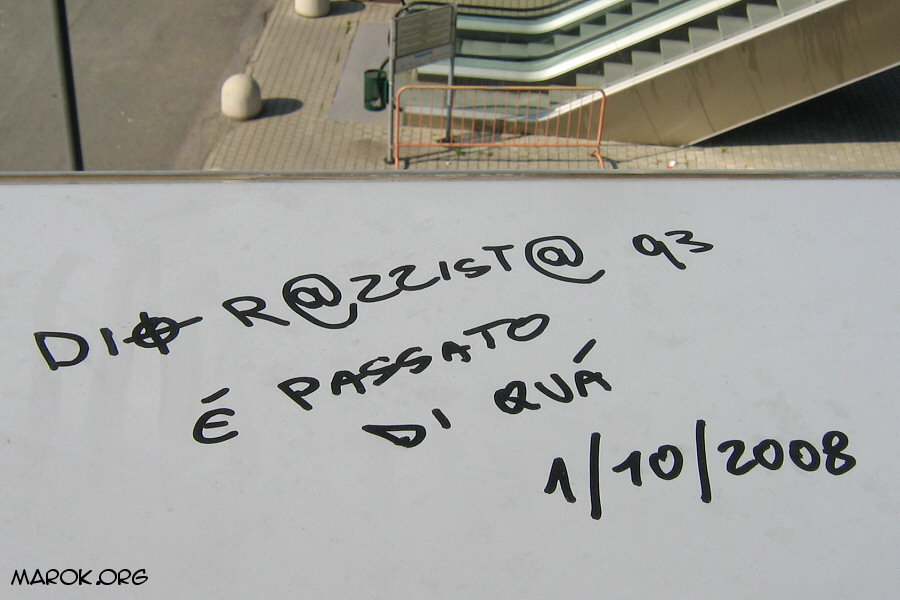 DIO R@ZZIST@ 93
É PASSATO
DI QUÁ
1/10/2008
MAROK.ORG